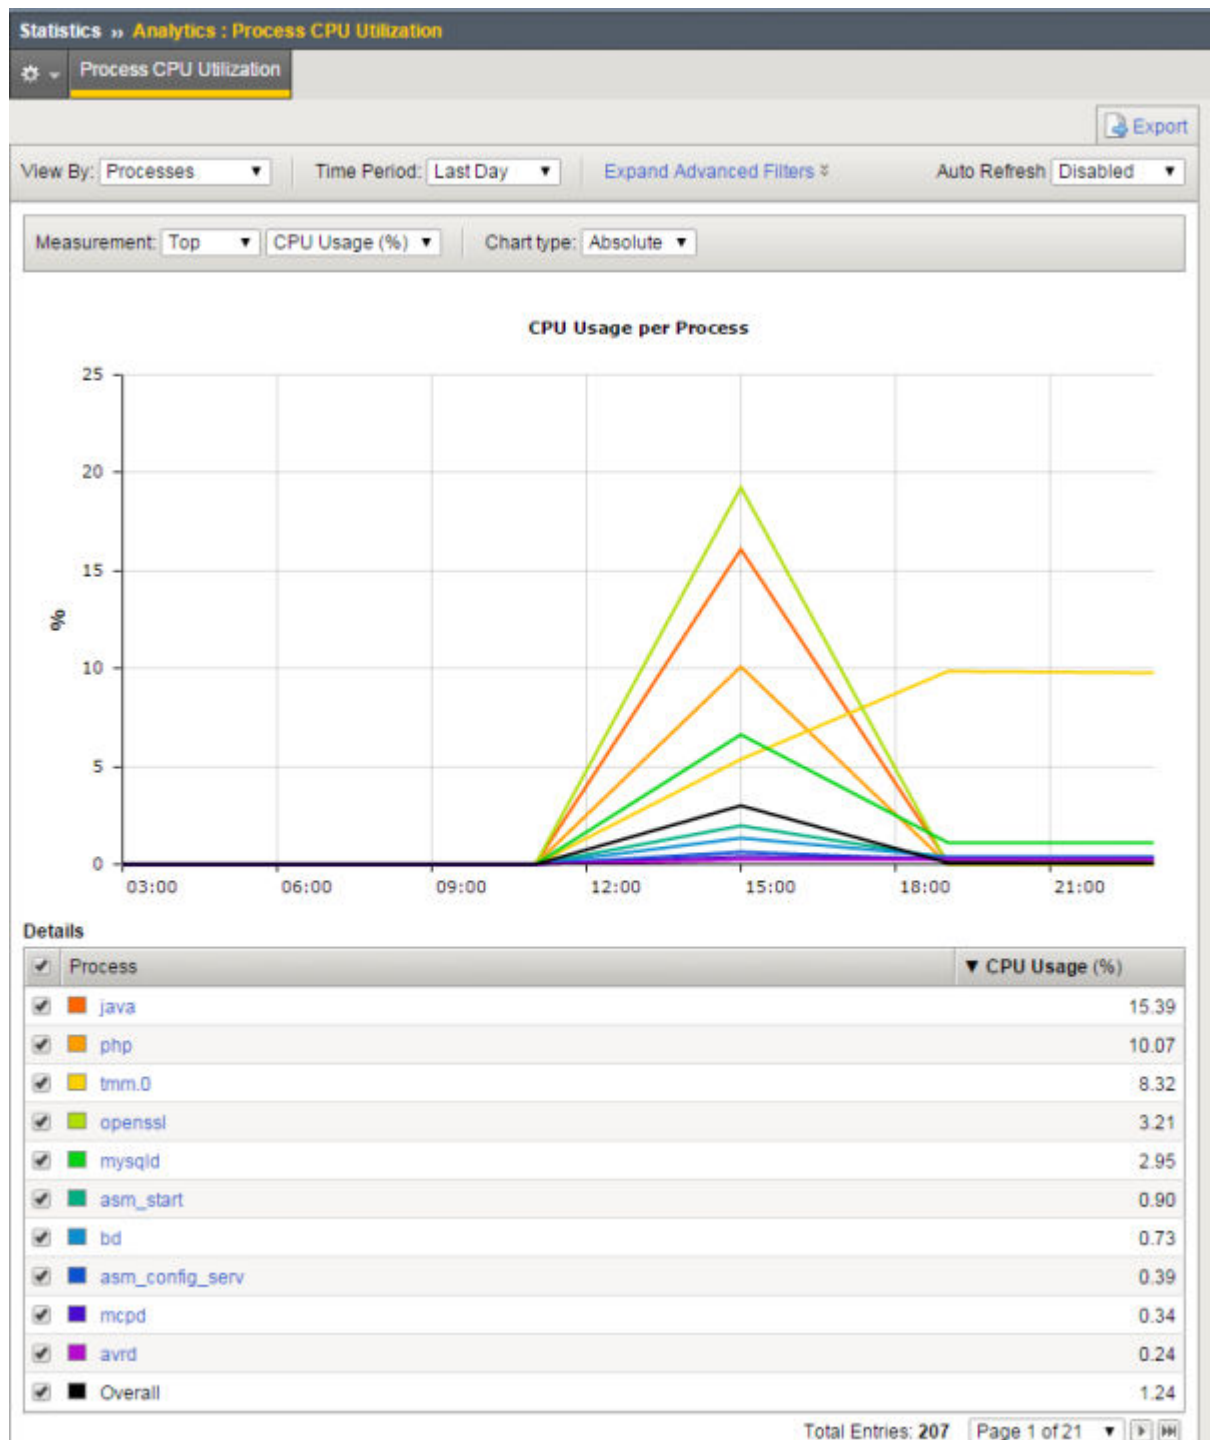 Statistics » Analytics : Process CPU Utilization
Process CPU Utilization
Export
View By: Processes Time Period: Last Day Expand Advanced Filters Auto Refresh Disabled
Measurement: Top CPU Usage (%) Chart type: Absolute
CPU Usage per Process
25
20
15
10
5
0
%
03:00 06:00 09:00 12:00 15:00 18:00 21:00
Details
Process ▼ CPU Usage (%)
java 15.39
php 10.07
tmm.0 8.32
openssl 3.21
mysqld 2.95
asm_start 0.90
bd 0.73
asm_config_serv 0.39
mcpd 0.34
avrd 0.24
Overall 1.24
Total Entries: 207 Page 1 of 21